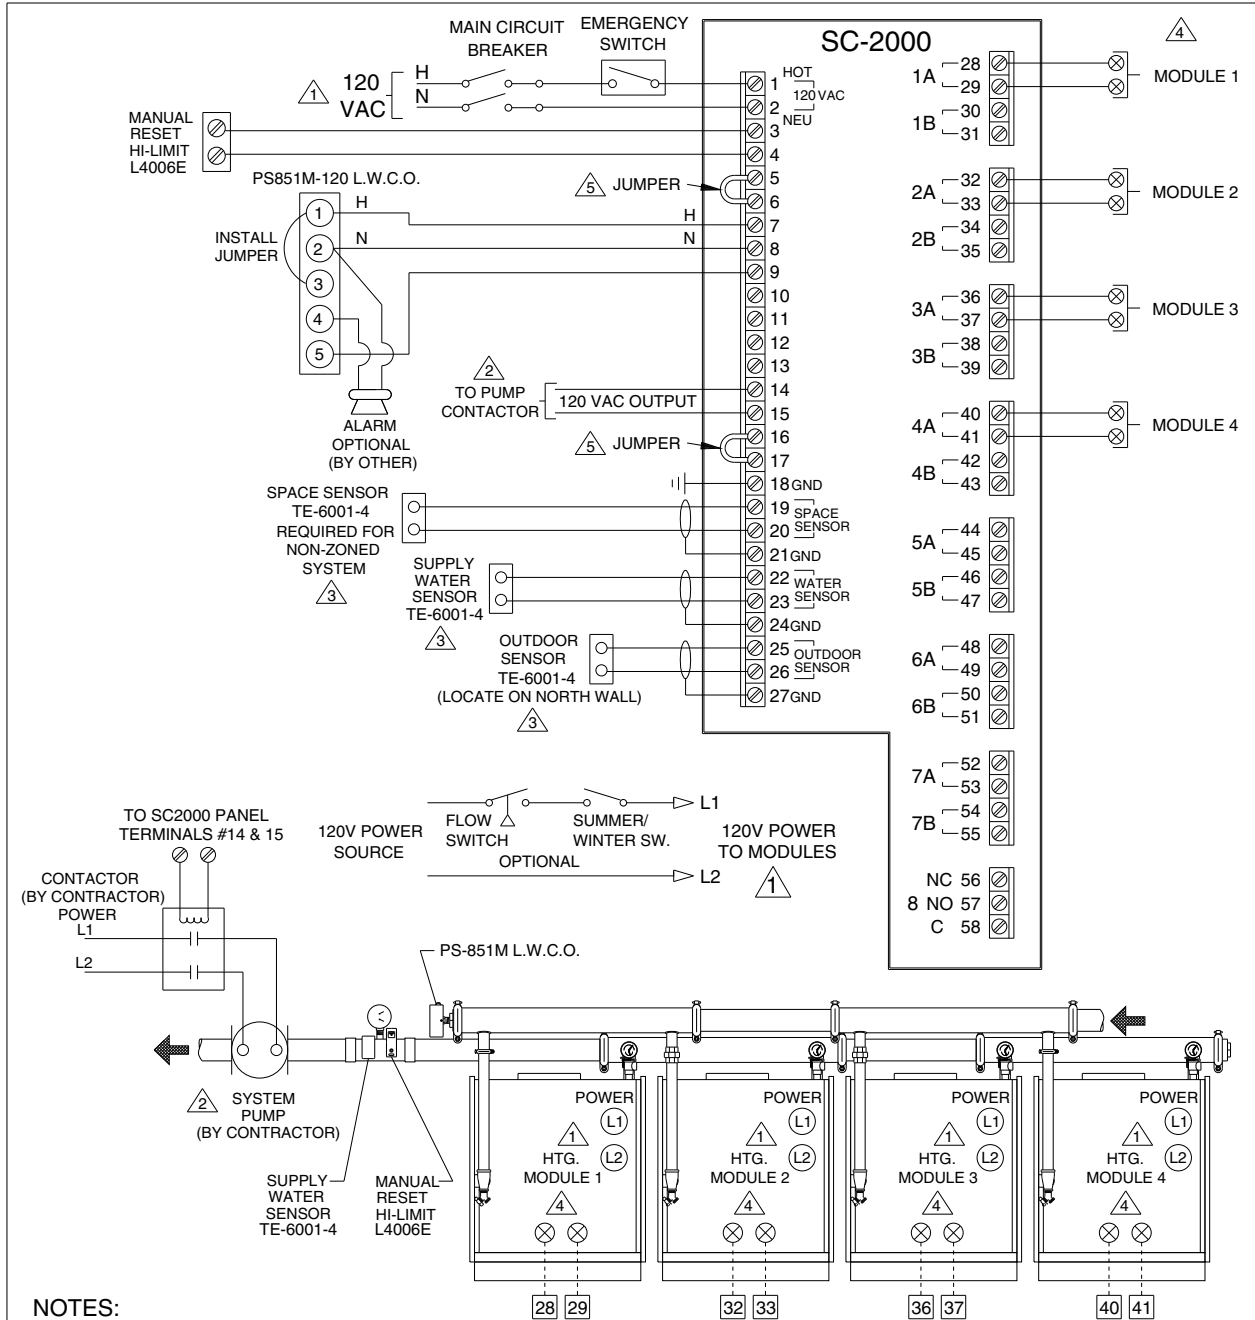 MAIN CIRCUIT
BREAKER
EMERGENCY
SWITCH
SC-2000
4
1
120
VAC
H
N
1 HOT
120 VAC
2
NEU
3
4
5
6
7
8
9
10
11
12
13
14
15
16
17
18 GND
19 SPACE
20 SENSOR
21 GND
22 WATER
23 SENSOR
24 GND
25 OUTDOOR
26 SENSOR
27 GND
MANUAL
RESET
HI-LIMIT
L4006E
5 JUMPER
PS851M-120 L.W.C.O.
H H
N N
INSTALL
JUMPER
1
2
3
4
5
ALARM
OPTIONAL
(BY OTHER)
2
TO PUMP
CONTACTOR
120 VAC OUTPUT
5 JUMPER
SPACE SENSOR
TE-6001-4
REQUIRED FOR
NON-ZONED
SYSTEM
3
SUPPLY
WATER
SENSOR
TE-6001-4
3
OUTDOOR
SENSOR
TE-6001-4
(LOCATE ON NORTH WALL)
3
1A 28
29
1B 30
31
MODULE 1
2A 32
33
2B 34
35
MODULE 2
3A 36
37
3B 38
39
MODULE 3
4A 40
41
4B 42
43
MODULE 4
5A 44
45
5B 46
47
6A 48
49
6B 50
51
7A 52
53
7B 54
55
NC 56
8 NO 57
C 58
120V POWER
SOURCE
FLOW
SWITCH
SUMMER/
WINTER SW.
OPTIONAL
L1
L2
120V POWER
TO MODULES
1
TO SC2000 PANEL
TERMINALS #14 & 15
CONTACTOR
(BY CONTRACTOR)
POWER
L1
L2
PS-851M L.W.C.O.
2 SYSTEM
PUMP
(BY CONTRACTOR)
SUPPLY
WATER
SENSOR
TE-6001-4
MANUAL
RESET
HI-LIMIT
L4006E
POWER
L1
1
L2
HTG.
MODULE 1
4
28 29
POWER
L1
1
L2
HTG.
MODULE 2
4
32 33
POWER
L1
1
L2
HTG.
MODULE 3
4
36 37
POWER
L1
1
L2
HTG.
MODULE 4
4
40 41
NOTES: